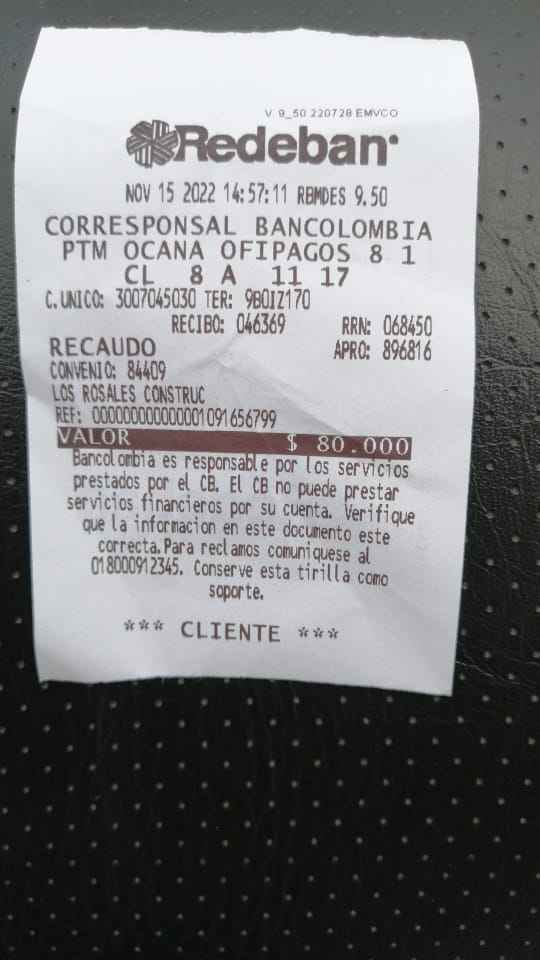 V 9_50 220728 EMVCO
Redeban
NOV 15 2022 14:57:11 RBMDES 9.50
CORRESPONSAL BANCOLOMBIA
PTM OCANA OFIPAGOS 8 1
CL 8 A 11 17
C.UNICO: 3007045030 TER: 9BOIZ170
RECIBO: 046369 RRN: 068450
RECAUDO APRO: 896816
CONVENIO: 84409
LOS ROSALES CONSTRUC
REF: 00000000000001091656799
VALOR $ 80.000
Bancolombia es responsable por los servicios
prestados por el CB. El CB no puede prestar
servicios financieros por su cuenta. Verifique
que la informacion en este documento este
correcta.Para reclamos comuniquese al
018000912345. Conserve esta tirilla como
soporte.
*** CLIENTE ***